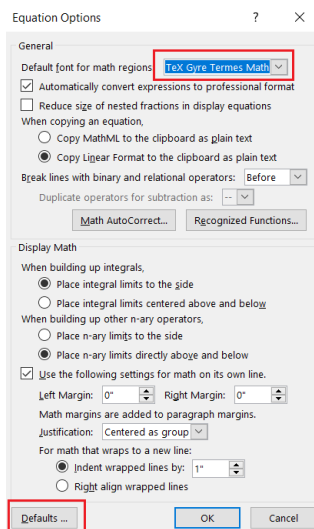 Equation Options ? ×
General
Default font for math regions: TeX Gyre Termes Math
Automatically convert expressions to professional format
Reduce size of nested fractions in display equations
When copying an equation,
Copy MathML to the clipboard as plain text
Copy Linear Format to the clipboard as plain text
Break lines with binary and relational operators: Before
Duplicate operators for subtraction as: --
Math AutoCorrect... Recognized Functions...
Display Math
When building up integrals,
Place integral limits to the side
Place integral limits centered above and below
When building up other n-ary operators,
Place n-ary limits to the side
Place n-ary limits directly above and below
Use the following settings for math on its own line.
Left Margin: 0" Right Margin: 0"
Math margins are added to paragraph margins.
Justification: Centered as group
For math that wraps to a new line:
Indent wrapped lines by: 1"
Right align wrapped lines
Defaults ... OK Cancel